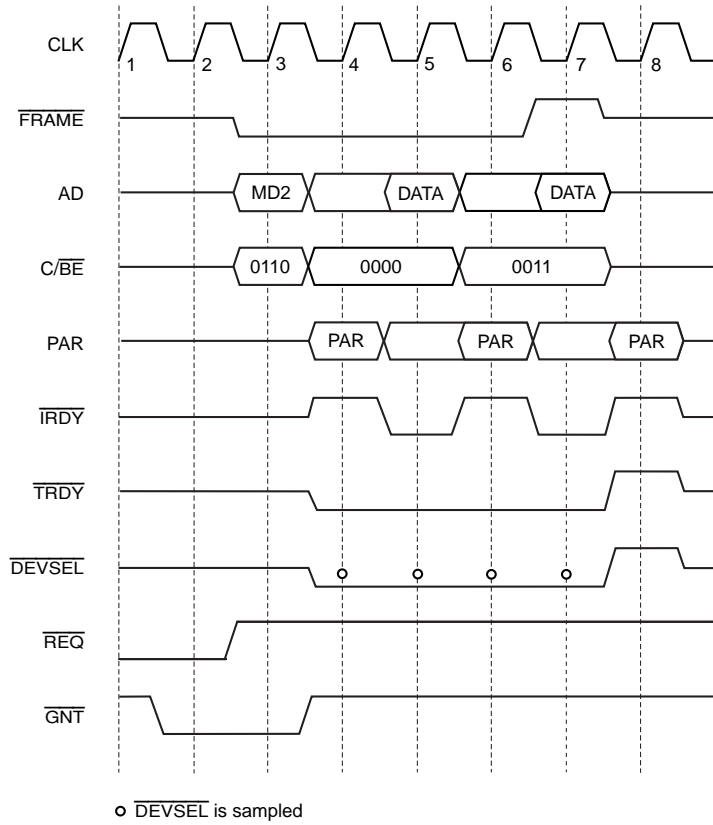 CLK
1 2 3 4 5 6 7 8
FRAME
AD
MD2 DATA DATA
C/BE
0110 0000 0011
PAR
PAR PAR PAR
IRDY
TRDY
DEVSEL
REQ
GNT
DEVSEL is sampled